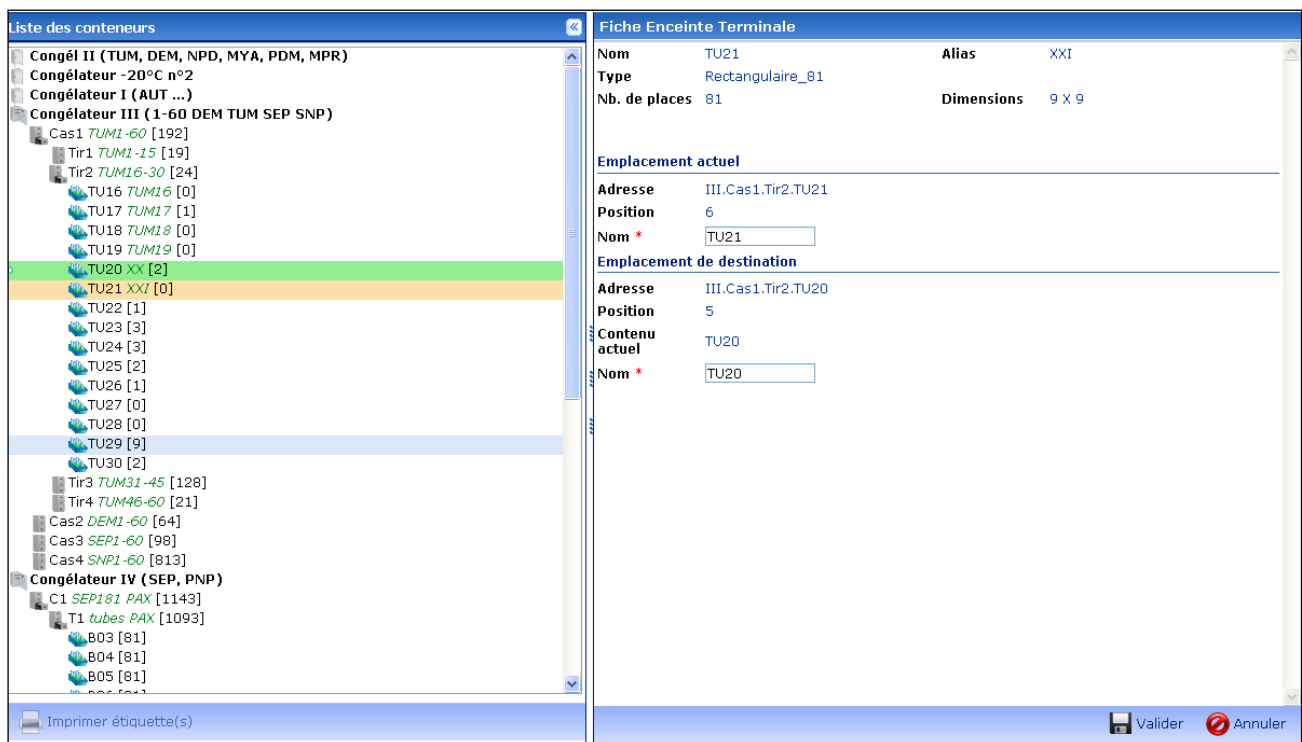 Liste des conteneurs
Congél II (TUM, DEM, NPD, MYA, PDM, MPR)
Congélateur -20°C n°2
Congélateur I (AUT ...)
Congélateur III (1-60 DEM TUM SEP SNP)
Cas1 TUM1-60 [192]
Tir1 TUM1-15 [19]
Tir2 TUM16-30 [24]
TU16 TUM16 [0]
TU17 TUM17 [1]
TU18 TUM18 [0]
TU19 TUM19 [0]
TU20 XX [2]
TU21 XXI [0]
TU22 [1]
TU23 [3]
TU24 [3]
TU25 [2]
TU26 [1]
TU27 [0]
TU28 [0]
TU29 [9]
TU30 [2]
Tir3 TUM31-45 [128]
Tir4 TUM46-60 [21]
Cas2 DEM1-60 [64]
Cas3 SEP1-60 [98]
Cas4 SNP1-60 [813]
Congélateur IV (SEP, PNP)
C1 SEP181 PAX [1143]
T1 tubes PAX [1093]
B03 [81]
B04 [81]
B05 [81]
Imprimer étiquette(s)
Fiche Enceinte Terminale
Nom TU21 Alias XXI
Type Rectangulaire_81
Nb. de places 81 Dimensions 9 X 9
Emplacement actuel
Adresse III.Cas1.Tir2.TU21
Position 6
Nom * TU21
Emplacement de destination
Adresse III.Cas1.Tir2.TU20
Position 5
Contenu
actuel TU20
Nom * TU20
Valider Annuler